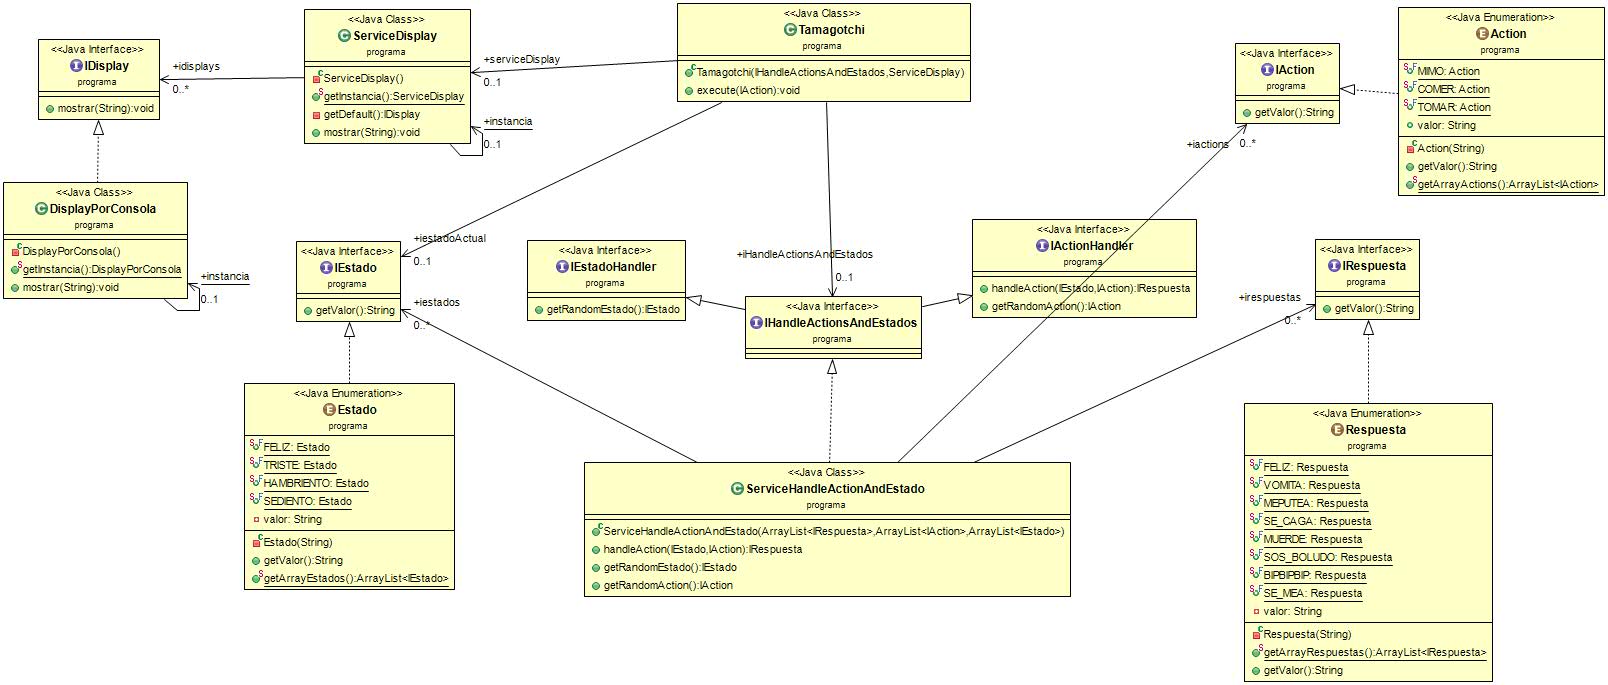 <<Java Interface>>
IDisplay
programa
mostrar(String):void
+idisplays
0..*
<<Java Class>>
ServiceDisplay
programa
ServiceDisplay()
getInstancia():ServiceDisplay
getDefault():IDisplay
mostrar(String):void
+instancia
0..1
+serviceDisplay
0..1
<<Java Class>>
Tamagotchi
programa
Tamagotchi(IHandleActionsAndEstados,ServiceDisplay)
execute(IAction):void
<<Java Interface>>
IAction
programa
getValor():String
+iactions
0..*
<<Java Enumeration>>
Action
programa
MIMO: Action
COMER: Action
TOMAR: Action
valor: String
Action(String)
getValor():String
getArrayActions():ArrayList<IAction>
<<Java Class>>
DisplayPorConsola
programa
DisplayPorConsola()
getInstancia():DisplayPorConsola
mostrar(String):void
+instancia
0..1
<<Java Interface>>
IEstado
programa
getValor():String
+iestadoActual
0..1
+iestados
0..*
<<Java Interface>>
IEstadoHandler
programa
getRandomEstado():IEstado
+iHandleActionsAndEstados
0..1
<<Java Interface>>
IHandleActionsAndEstados
programa
<<Java Interface>>
IActionHandler
programa
handleAction(IEstado,IAction):IRespuesta
getRandomAction():IAction
<<Java Interface>>
IRespuesta
programa
getValor():String
+irespuestas
0..*
<<Java Enumeration>>
Estado
programa
FELIZ: Estado
TRISTE: Estado
HAMBRIENTO: Estado
SEDIENTO: Estado
valor: String
Estado(String)
getValor():String
getArrayEstados():ArrayList<IEstado>
<<Java Class>>
ServiceHandleActionAndEstado
programa
ServiceHandleActionAndEstado(ArrayList<IRespuesta>,ArrayList<IAction>,ArrayList<IEstado>)
handleAction(IEstado,IAction):IRespuesta
getRandomEstado():IEstado
getRandomAction():IAction
<<Java Enumeration>>
Respuesta
programa
FELIZ: Respuesta
VOMITA: Respuesta
MEPUTEA: Respuesta
SE_CAGA: Respuesta
MUERDE: Respuesta
SOS_BOLUDO: Respuesta
BIPBIPBIP: Respuesta
SE_MEA: Respuesta
valor: String
Respuesta(String)
getArrayRespuestas():ArrayList<IRespuesta>
getValor():String